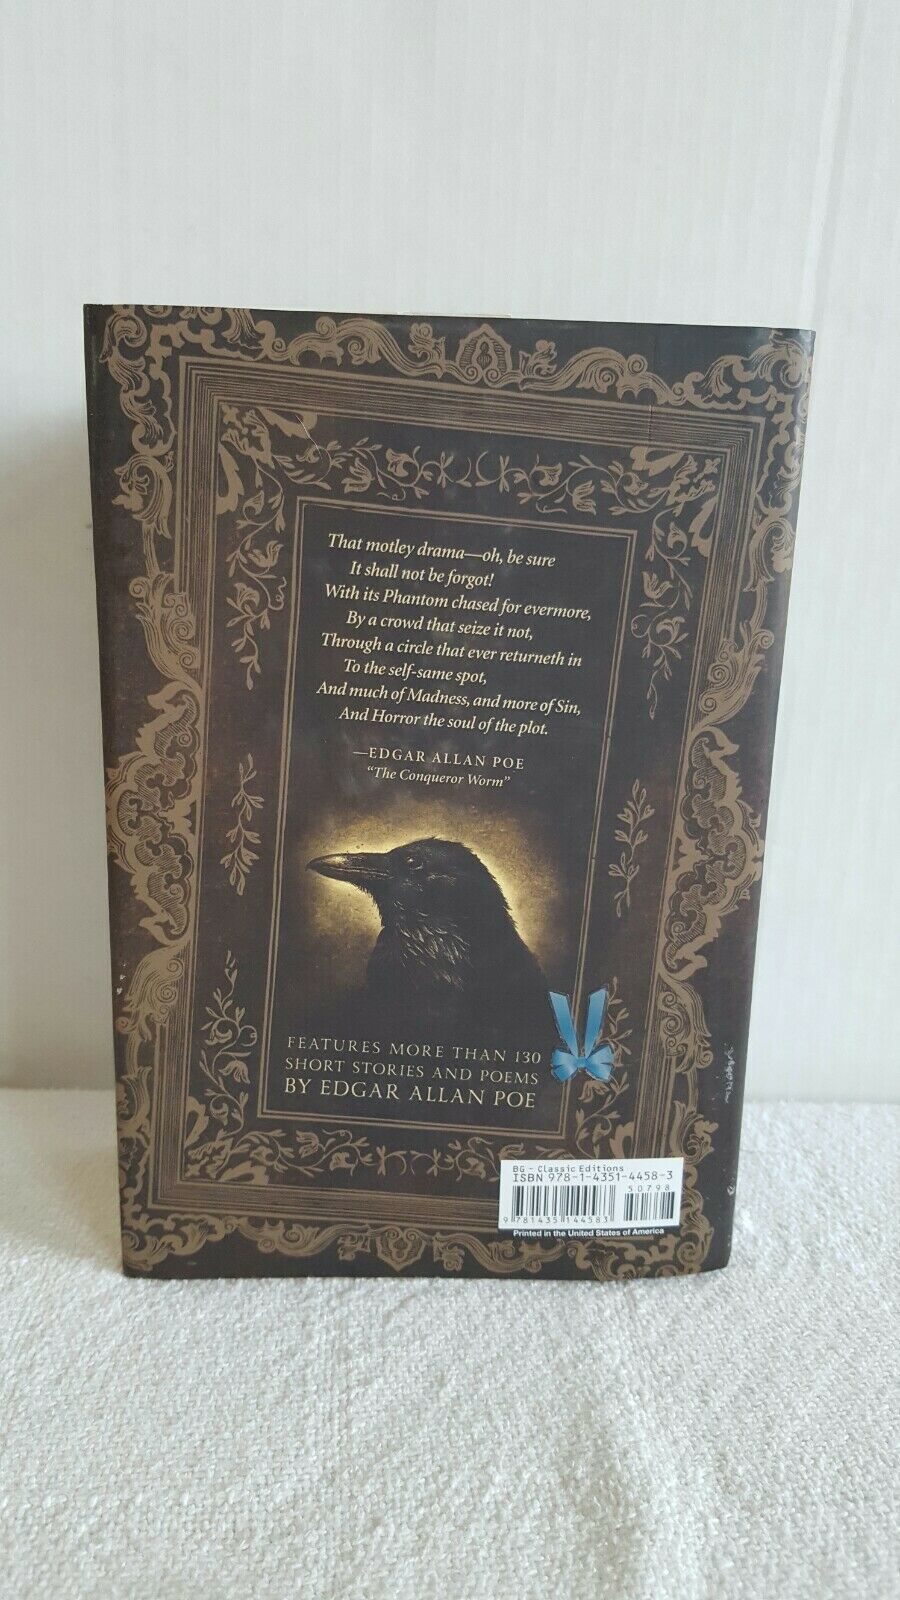 That motley drama—oh, be sure
It shall not be forgot!
With its Phantom chased for evermore,
By a crowd that seize it not,
Through a circle that ever returneth in
To the self-same spot,
And much of Madness, and more of Sin,
And Horror the soul of the plot.
—EDGAR ALLAN POE
"The Conqueror Worm"
FEATURES MORE THAN 130
SHORT STORIES AND POEMS
BY EDGAR ALLAN POE
BG - Classic Editions
ISBN 978-1-4351-4458-3
50798
9 781435 144583
Printed in the United States of America